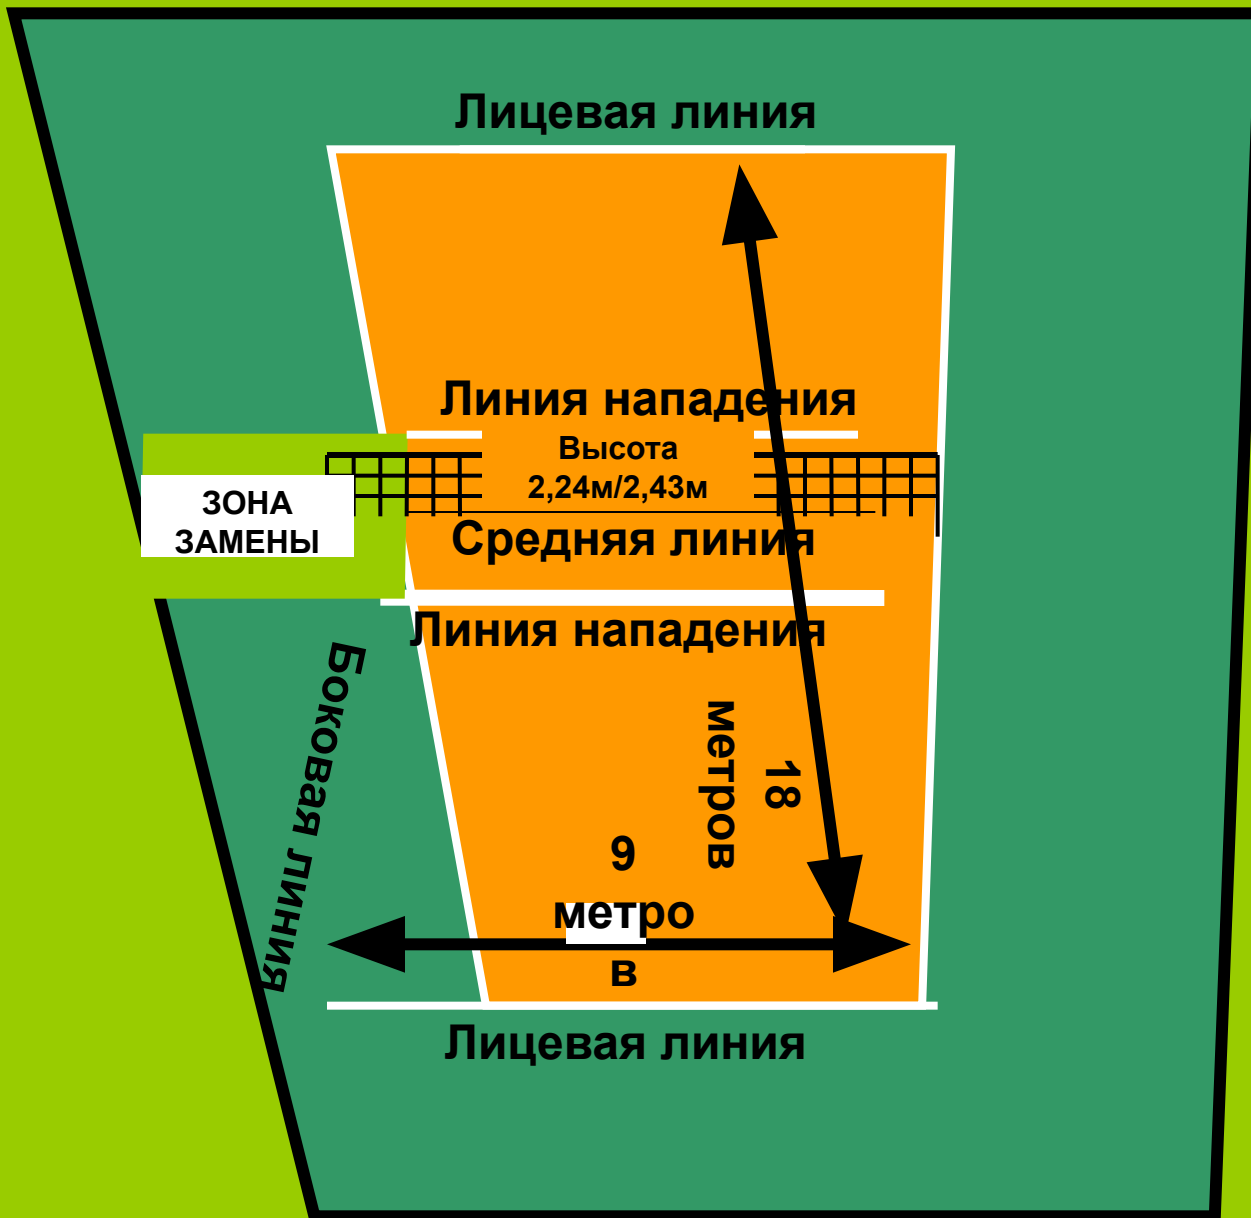 Лицевая линия
Линия нападения
Высота
2,24м/2,43м
ЗОНА
ЗАМЕНЫ
Средняя линия
Линия нападения
Боковая линия
18
метров
9
метро
в
Лицевая линия